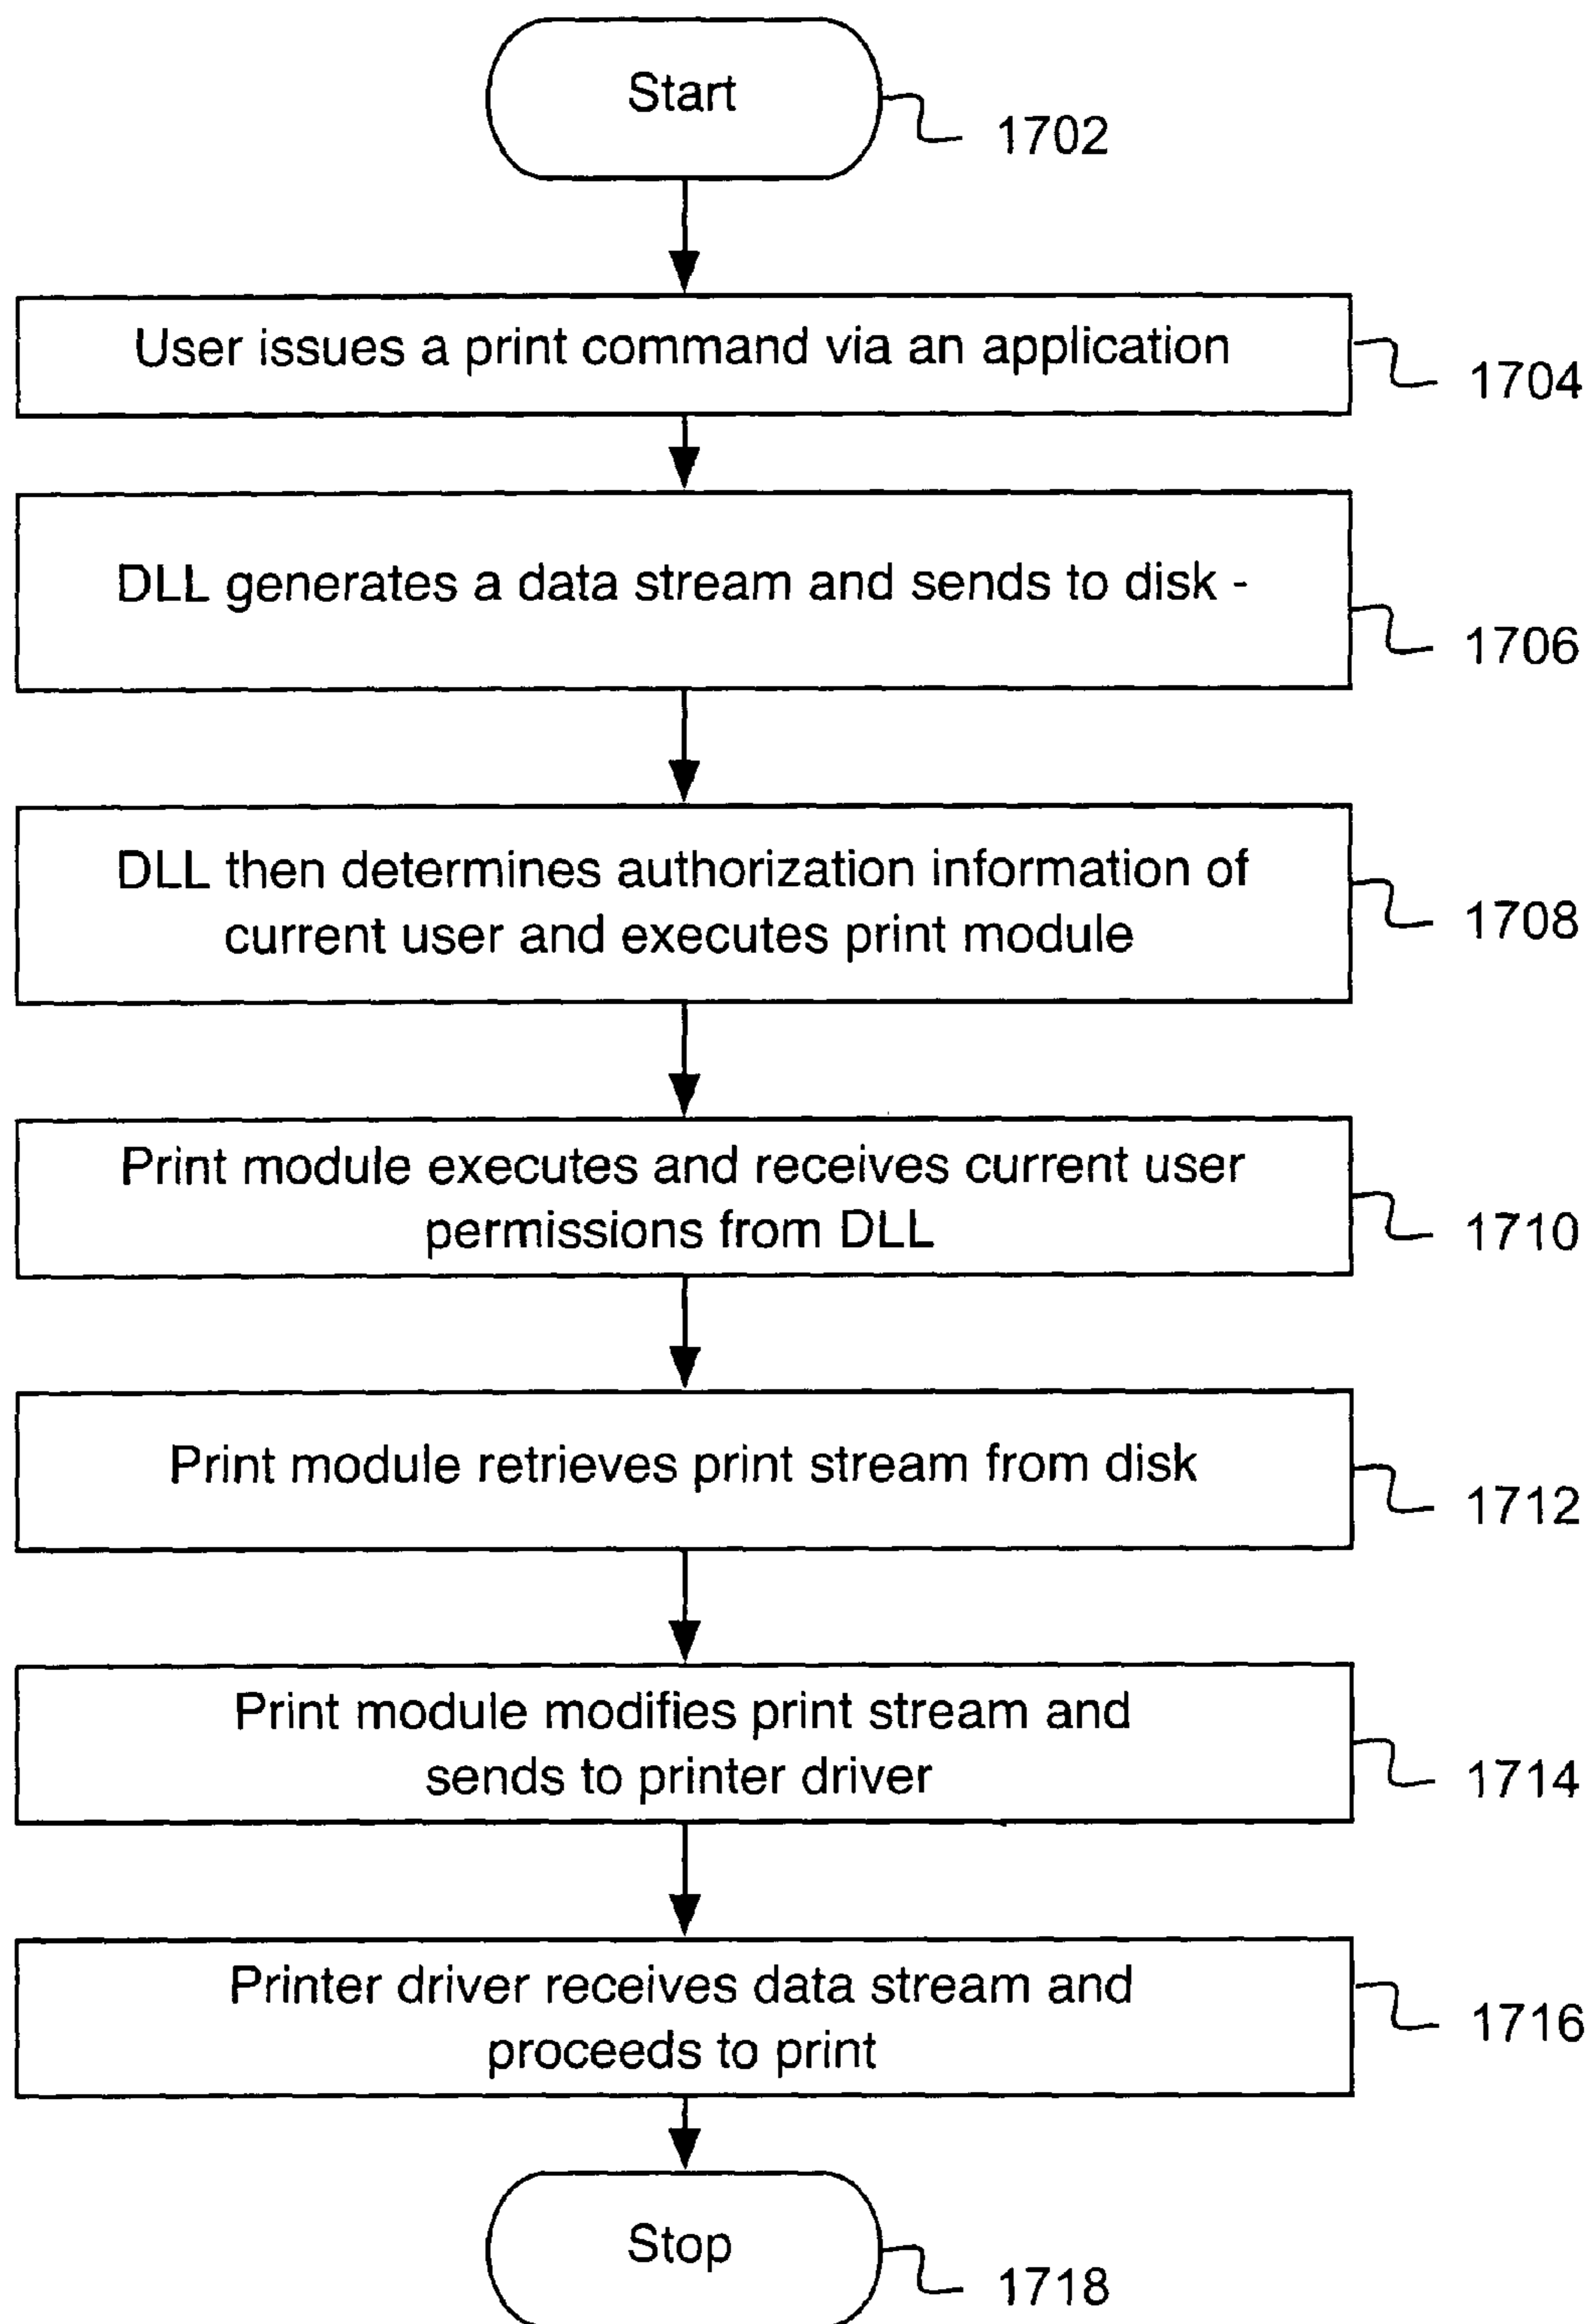 Start
1702
User issues a print command via an application
1704
DLL generates a data stream and sends to disk -
1706
DLL then determines authorization information of
current user and executes print module
1708
Print module executes and receives current user
permissions from DLL
1710
Print module retrieves print stream from disk
1712
Print module modifies print stream and
sends to printer driver
1714
Printer driver receives data stream and
proceeds to print
1716
Stop
1718